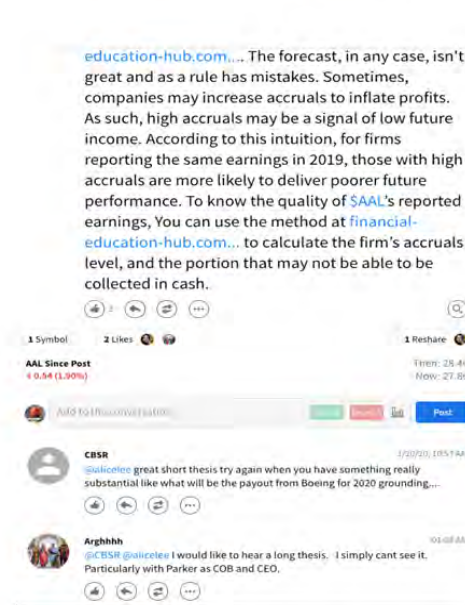 education-hub.com.... The forecast, in any case, isn't
great and as a rule has mistakes. Sometimes,
companies may increase accruals to inflate profits.
As such, high accruals may be a signal of low future
income. According to this intuition, for firms
reporting the same earnings in 2019, those with high
accruals are more likely to deliver poorer future
performance. To know the quality of $AAL's reported
earnings, You can use the method at financial-
education-hub.com... to calculate the firm's accruals
level, and the portion that may not be able to be
collected in cash.
1 Symbol 2 Likes 1 Reshare
AAL Since Post Then: 28.4
0.54 (1.90%) Now: 27.8
Add to this conversation Post
CBSR 1/20/20, 10:57 AM
@alicelee great short thesis try again when you have something really
substantial like what will be the payout from Boeing for 2020 grounding....
Arghhhh AM
@CBSR @alicelee I would like to hear a long thesis. I simply cant see it.
Particularly with Parker as COB and CEO.